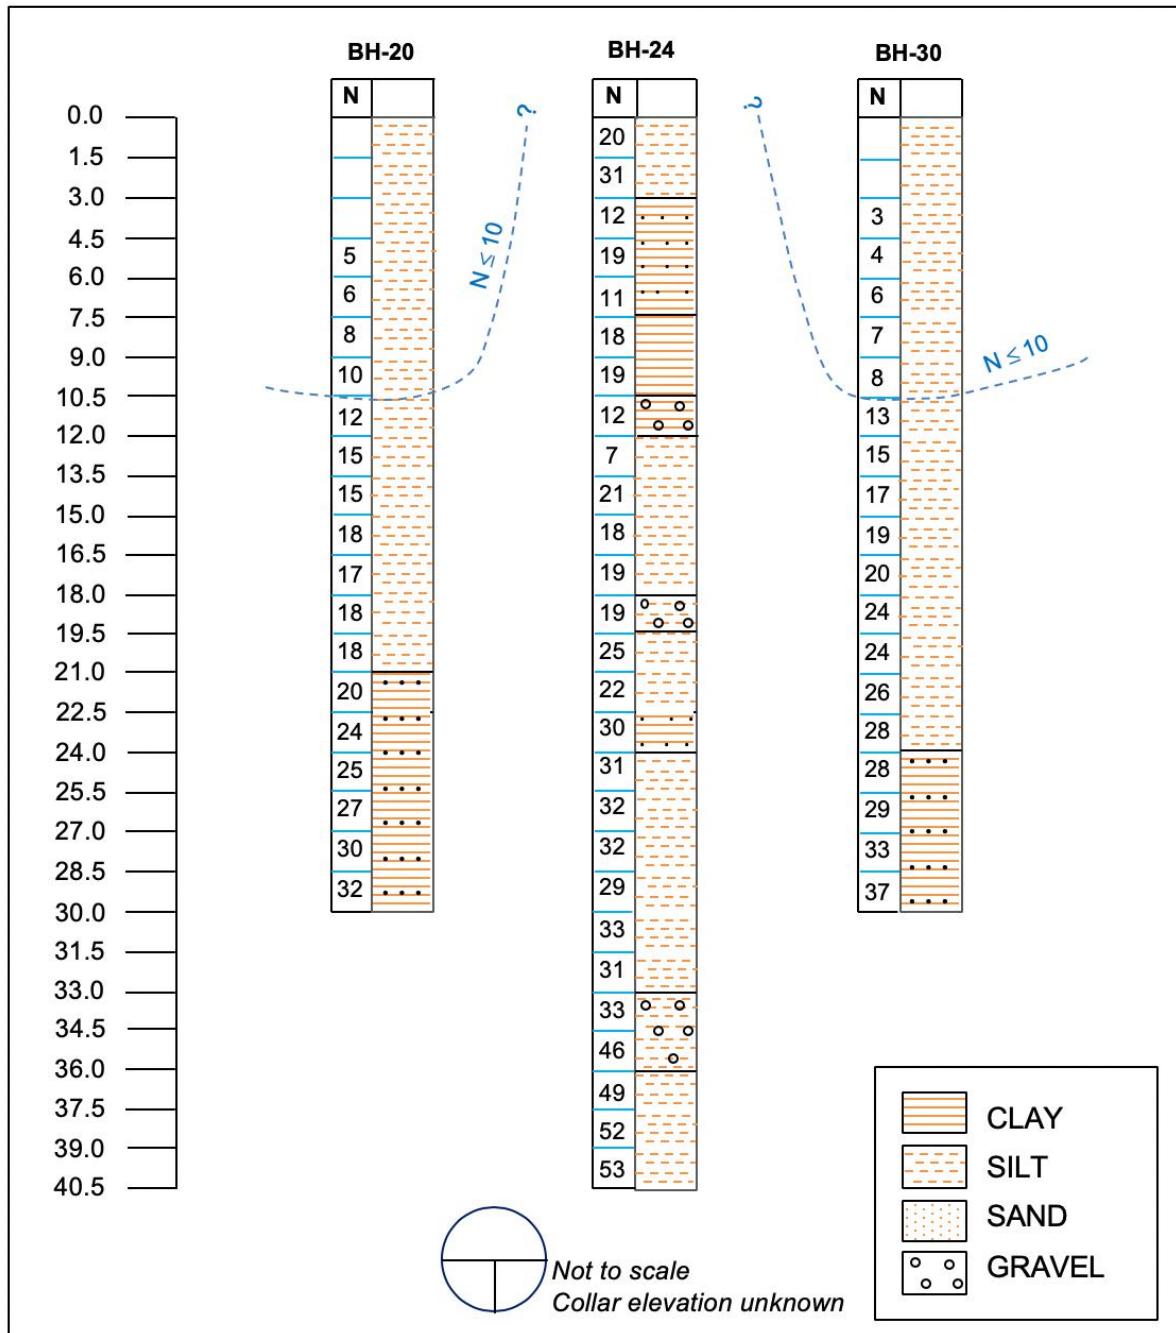 BH-20 BH-24 BH-30
N N N
?
?
0.0
20
1.5
31
3.0
12 3
4.5
5 19 4
N ≤ 10
6.0
6 11 6
7.5
8 18 7
9.0
N ≤ 10
10 19 8
10.5
12 12 13
12.0
15 7 15
13.5
15 21 17
15.0
18 18 19
16.5
17 19 20
18.0
18 19 24
19.5
18 25 24
21.0
20 22 26
22.5
24 30 28
24.0
25 31 28
25.5
27 32 29
27.0
30 32 33
28.5
32 29 37
30.0
33
31.5
31
33.0
33
34.5
46
36.0
49
37.5
52
39.0
53
40.5
CLAY
SILT
SAND
GRAVEL
Not to scale
Collar elevation unknown